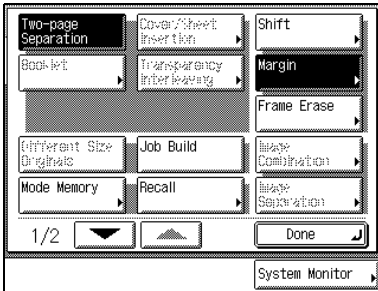 Two-page
Separation
Cover/Sheet
Insertion
Shift
Booklet
Transparency
Interleaving
Margin
Frame Erase
Different Size
Originals
Job Build
Image
Combination
Mode Memory
Recall
Image
Separation
1/2
Done
System Monitor